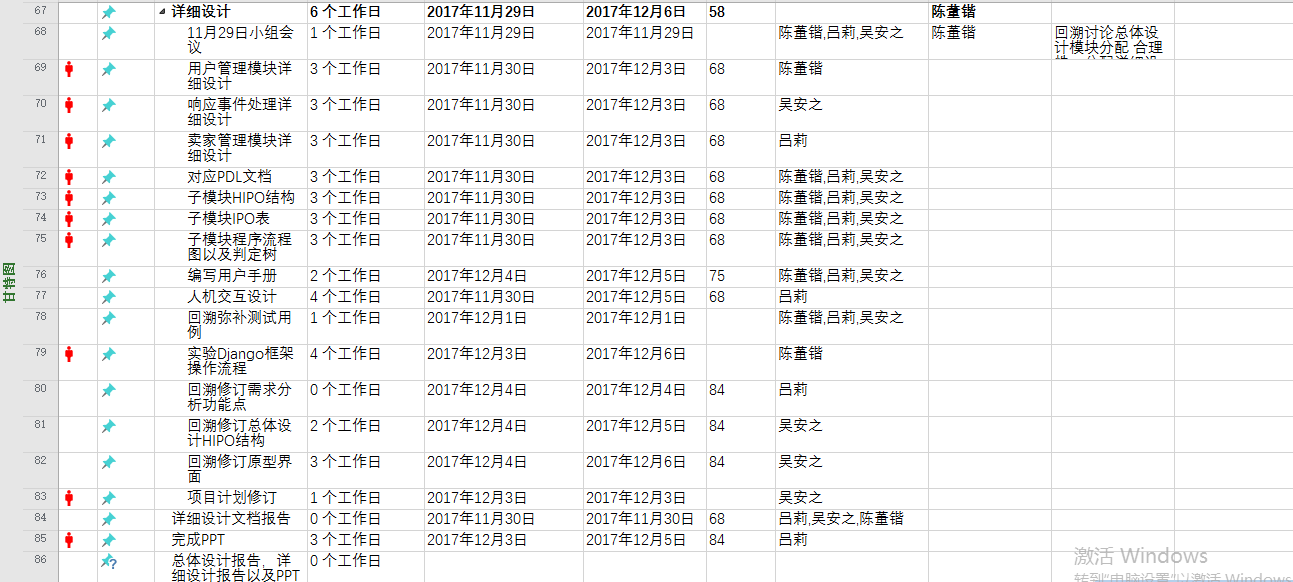 67 详细设计 6 个工作日 2017年11月29日 2017年12月6日 58 陈蓳锴
68 11月29日小组会 1 个工作日 2017年11月29日 2017年11月29日 陈蓳锴,吕莉,吴安之 陈蓳锴 回溯讨论总体设
议 计模块分配 合理
69 用户管理模块详 3 个工作日 2017年11月30日 2017年12月3日 68 陈蓳锴
细设计
70 响应事件处理详 3 个工作日 2017年11月30日 2017年12月3日 68 吴安之
细设计
71 卖家管理模块详 3 个工作日 2017年11月30日 2017年12月3日 68 吕莉
细设计
72 对应PDL文档 3 个工作日 2017年11月30日 2017年12月3日 68 陈蓳锴,吕莉,吴安之
73 子模块HIPO结构 3 个工作日 2017年11月30日 2017年12月3日 68 陈蓳锴,吕莉,吴安之
74 子模块IPO表 3 个工作日 2017年11月30日 2017年12月3日 68 陈蓳锴,吕莉,吴安之
75 子模块程序流程 3 个工作日 2017年11月30日 2017年12月3日 68 陈蓳锴,吕莉,吴安之
图以及判定树
甘特图
76 编写用户手册 2 个工作日 2017年12月4日 2017年12月5日 75 陈蓳锴,吕莉,吴安之
77 人机交互设计 4 个工作日 2017年11月30日 2017年12月5日 68 吕莉
78 回溯弥补测试用 1 个工作日 2017年12月1日 2017年12月1日 陈蓳锴,吕莉,吴安之
例
79 实验Django框架 4 个工作日 2017年12月3日 2017年12月6日 陈蓳锴
操作流程
80 回溯修订需求分 0 个工作日 2017年12月4日 2017年12月4日 84 吕莉
析功能点
81 回溯修订总体设 2 个工作日 2017年12月4日 2017年12月5日 84 吴安之
计HIPO结构
82 回溯修订原型界 3 个工作日 2017年12月4日 2017年12月6日 84 吴安之
面
83 项目计划修订 1 个工作日 2017年12月3日 2017年12月3日 吴安之
84 详细设计文档报告 0 个工作日 2017年11月30日 2017年11月30日 68 吕莉,吴安之,陈蓳锴
85 完成PPT 3 个工作日 2017年12月3日 2017年12月5日 84 吕莉
86 总体设计报告，详 0 个工作日
细设计报告以及PPT
激活 Windows
转到"电脑设置"以激活 Windows